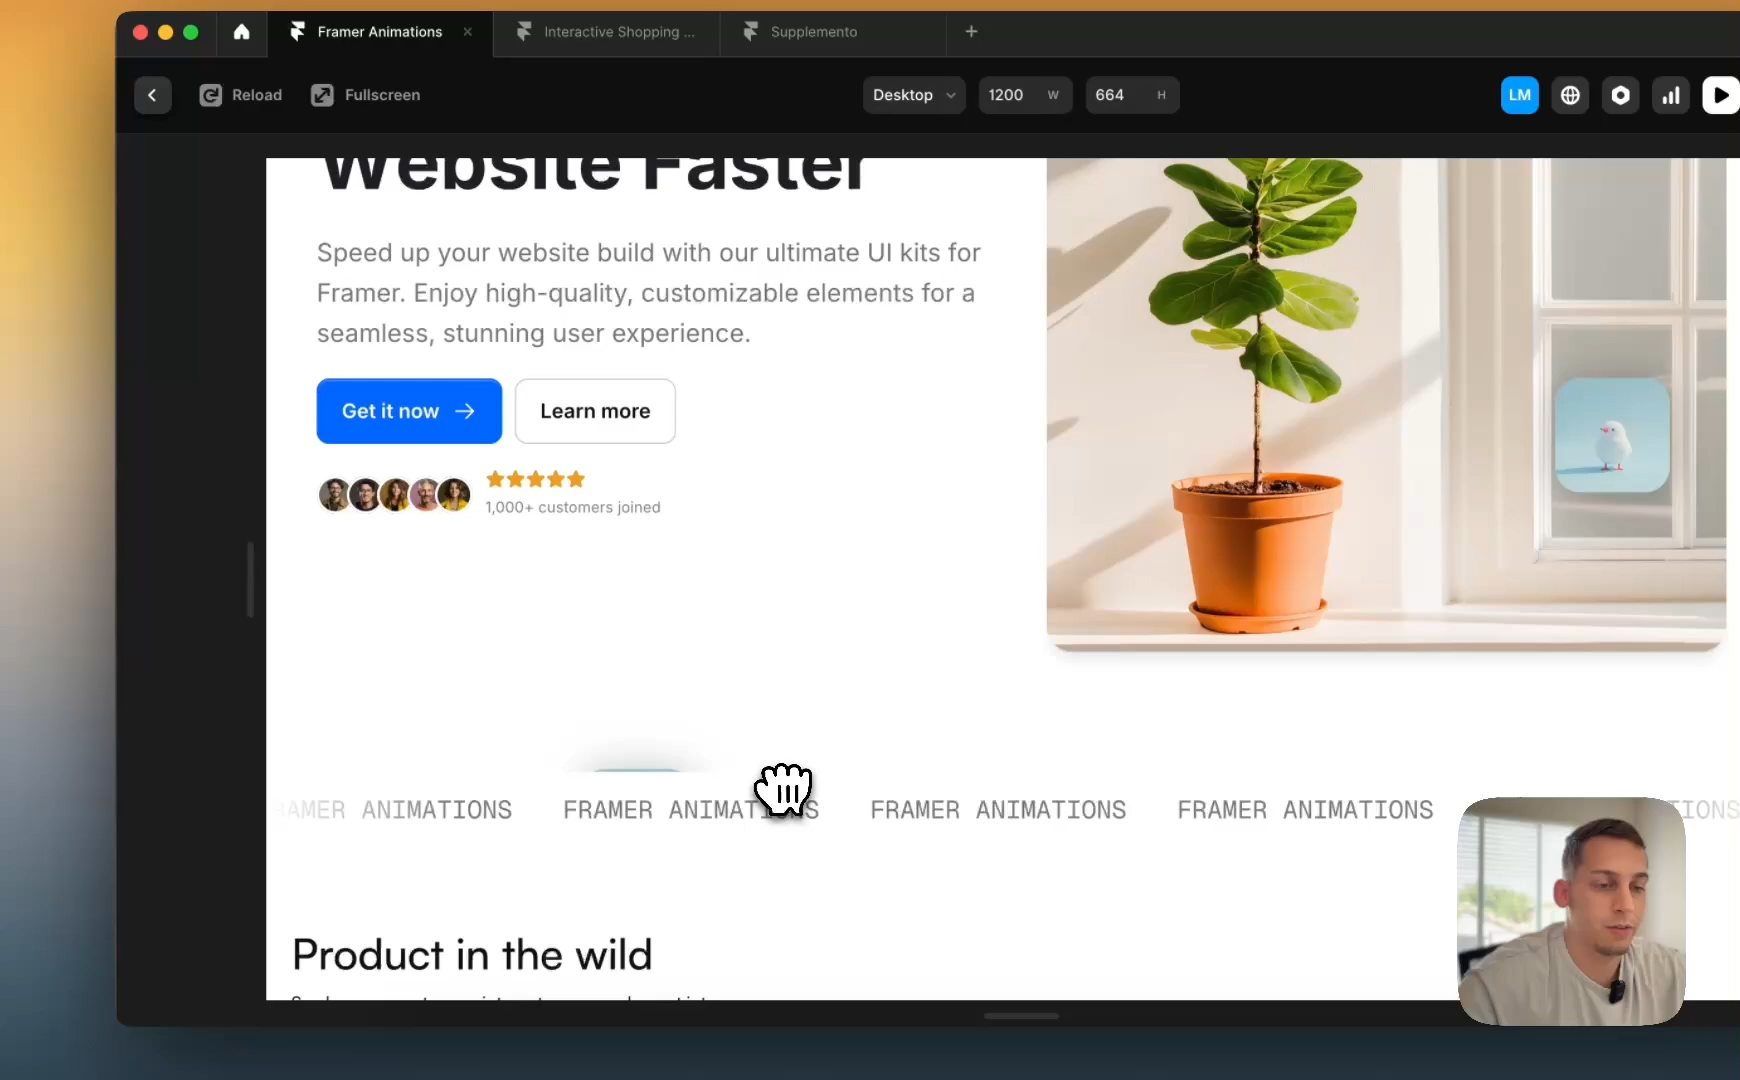 Framer Animations
Interactive Shopping ...
Supplemento
Reload
Fullscreen
Desktop
1200 W
664 H
LM
Website Faster
Speed up your website build with our ultimate UI kits for
Framer. Enjoy high-quality, customizable elements for a
seamless, stunning user experience.
Get it now
Learn more
1,000+ customers joined
FRAMER ANIMATIONS FRAMER ANIMATIONS FRAMER ANIMATIONS
Product in the wild